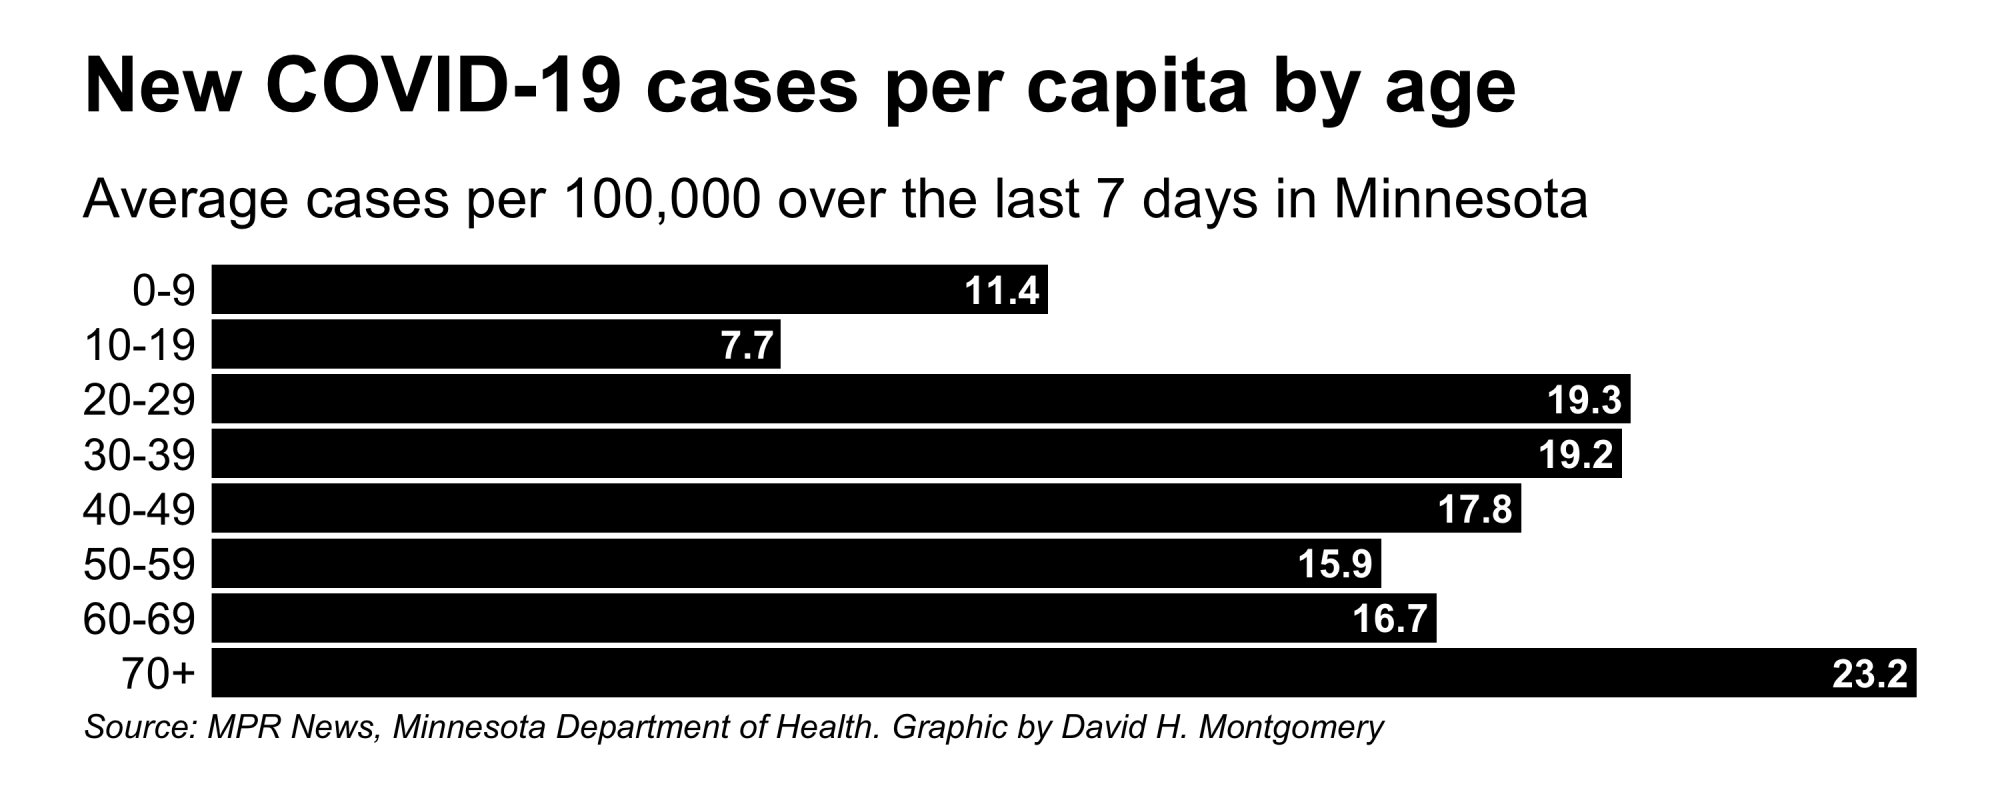 New COVID-19 cases per capita by age
Average cases per 100,000 over the last 7 days in Minnesota
0-9 11.4
10-19 7.7
20-29 19.3
30-39 19.2
40-49 17.8
50-59 15.9
60-69 16.7
70+ 23.2
Source: MPR News, Minnesota Department of Health. Graphic by David H. Montgomery